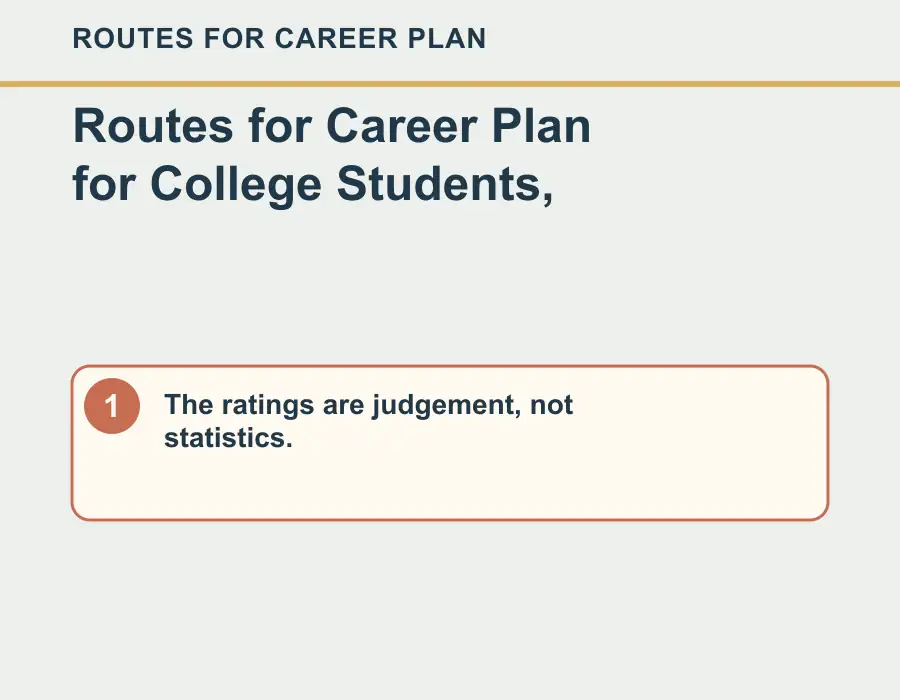 ROUTES FOR CAREER PLAN
Routes for Career Plan
for College Students,
1
The ratings are judgement, not
statistics.